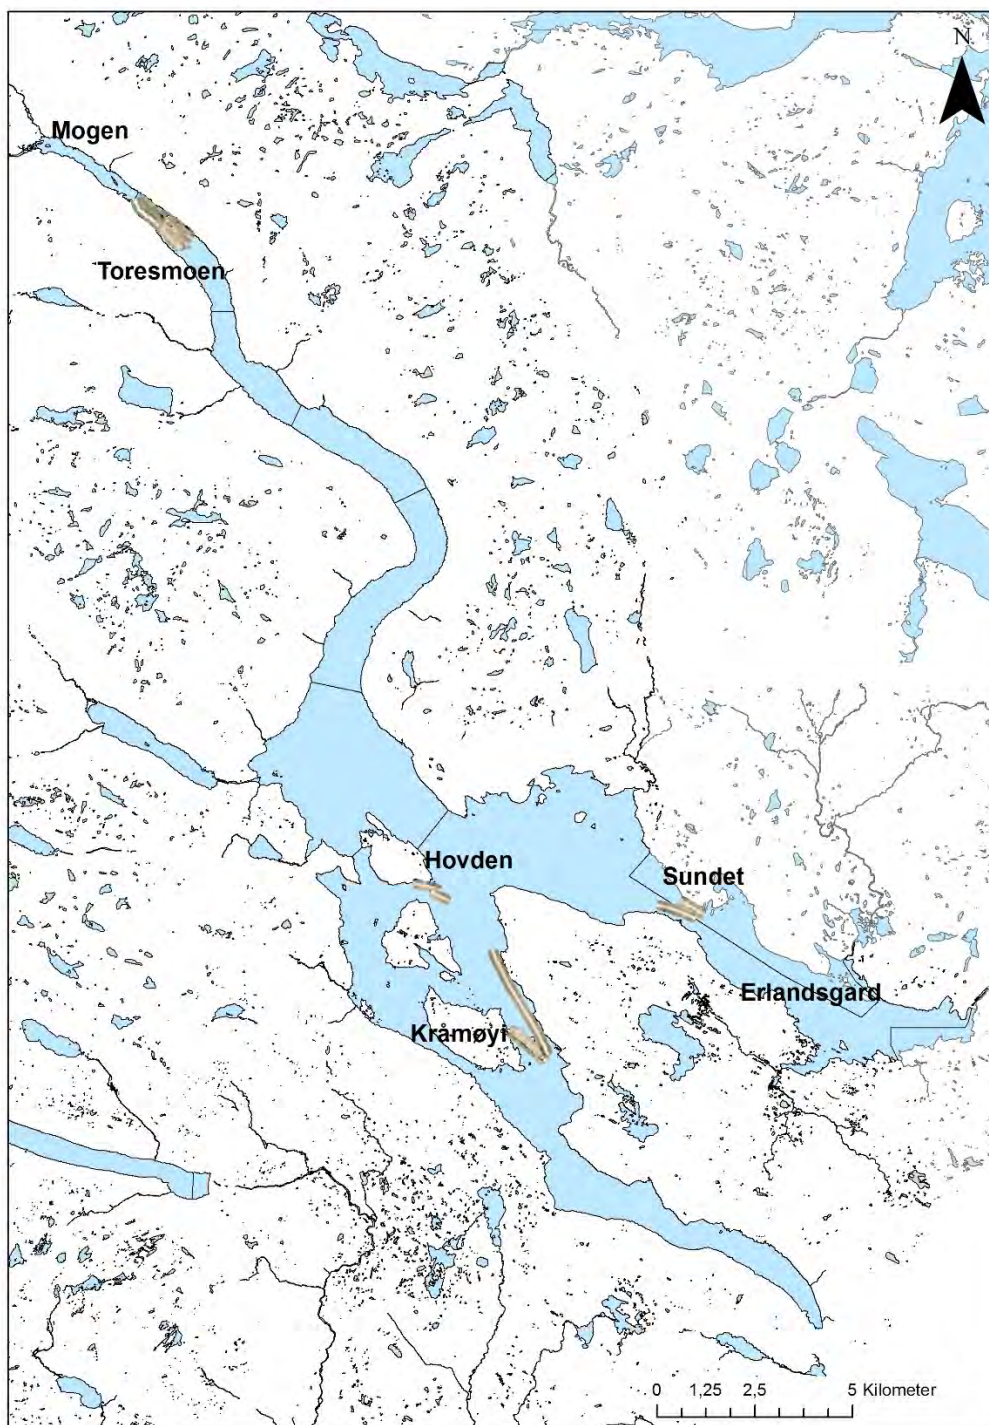 N
Mogen
Toresmoen
Hovden
Sundet
Erlandsgard
Kråmøyi
0 1,25 2,5 5 Kilometer